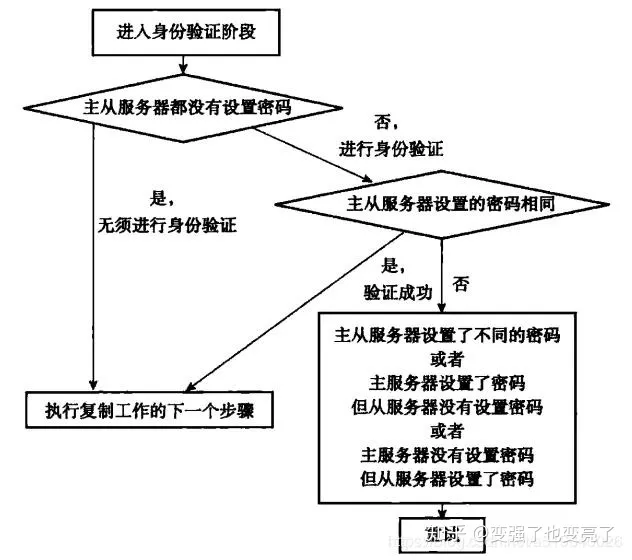 进入身份验证阶段
主从服务器都没有设置密码
否，
进行身份验证
是，
无须进行身份验证
主从服务器设置的密码相同
是，
验证成功
否
主从服务器设置了不同的密码
或者
主服务器设置了密码
但从服务器没有设置密码
或者
主服务器没有设置密码
但从服务器设置了密码
执行复制工作的下一个步骤
知乎 @变强了也变亮了